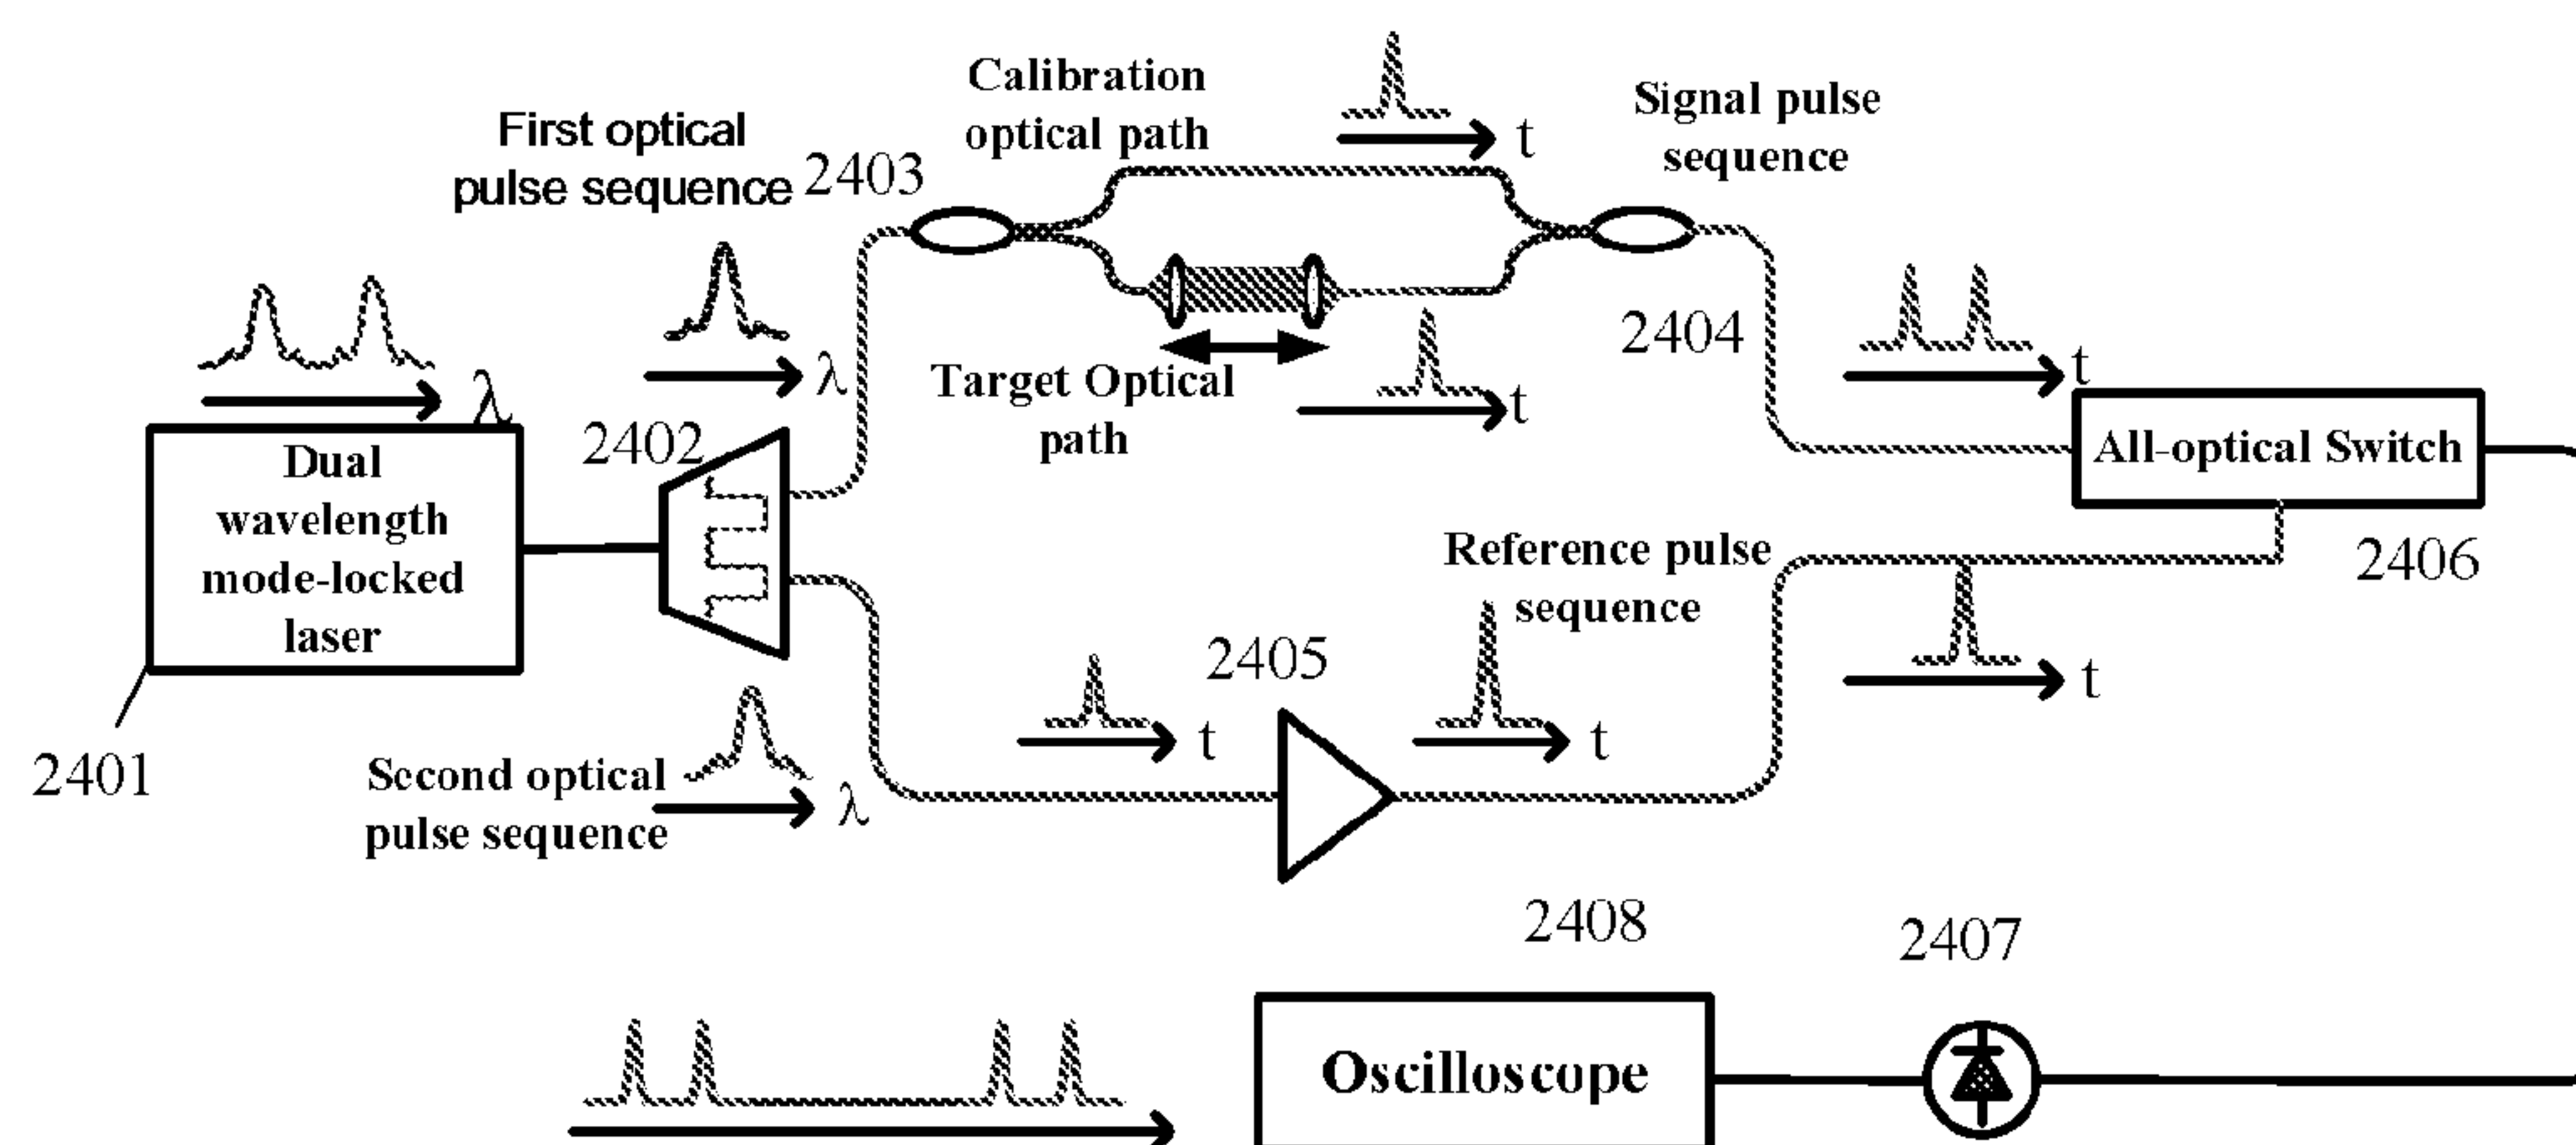 Calibration
optical path
t
Signal pulse
sequence
First optical
pulse sequence
2403
λ
λ
2404
t
Target Optical
path
t
Dual
wavelength
mode-locked
laser
2402
All-optical Switch
2406
Reference pulse
sequence
2405
t
t
t
2401
Second optical
pulse sequence
λ
2408
2407
Oscilloscope